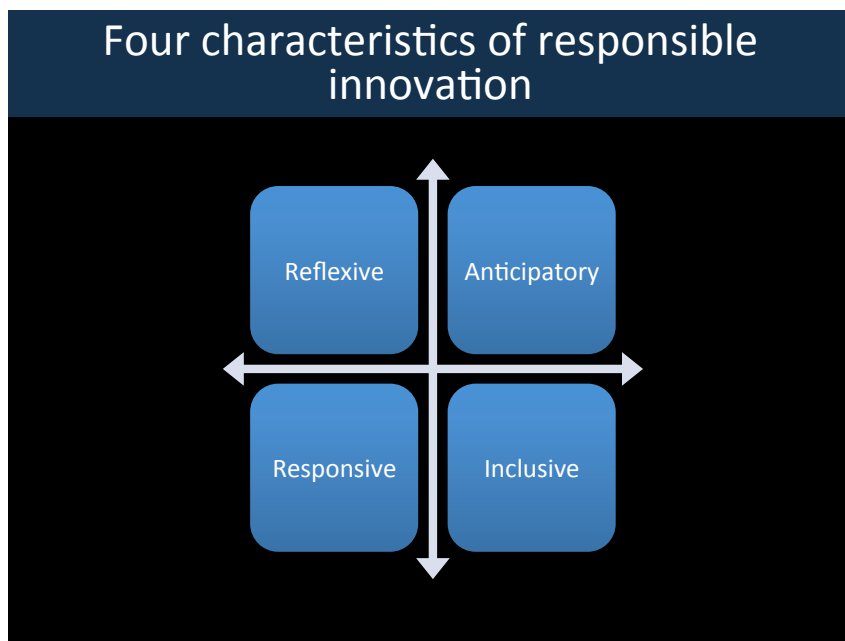 Four characteristics of responsible
innovation
Reflexive
Anticipatory
Responsive
Inclusive